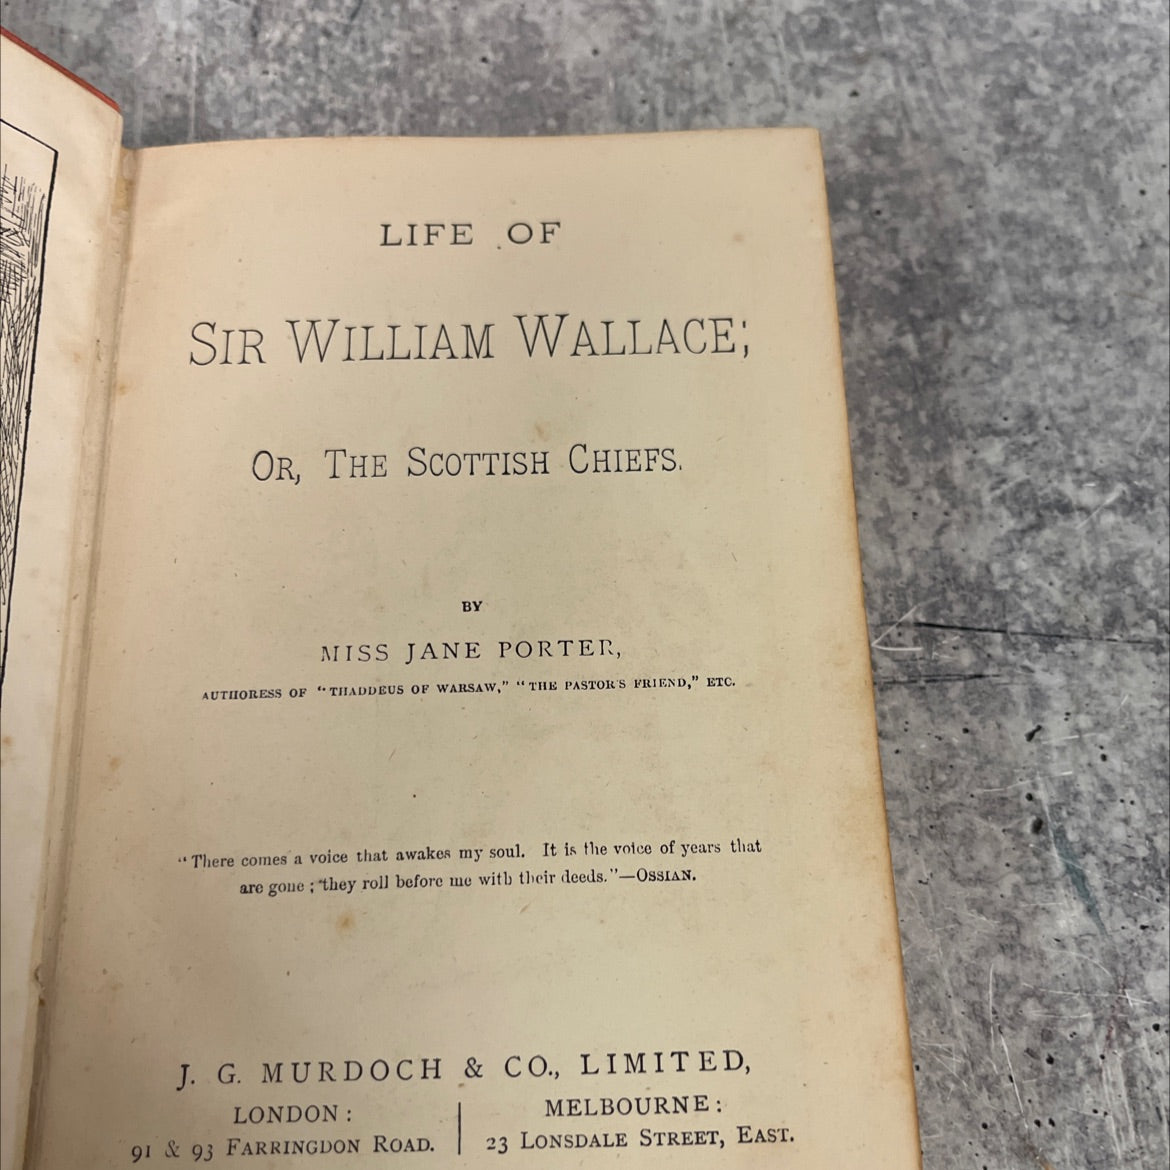 LIFE OF
SIR WILLIAM WALLACE;
OR, THE SCOTTISH CHIEFS.
BY
MISS JANE PORTER,
AUTHORESS OF "THADDEUS OF WARSAW," "THE PASTOR'S FRIEND," ETC.
"There comes a voice that awakes my soul. It is the voice of years that
are gone; they roll before me with their deeds."—OSSIAN.
J. G. MURDOCH & CO., LIMITED,
LONDON:
91 & 93 FARRINGDON ROAD.
MELBOURNE:
23 LONSDALE STREET, EAST.